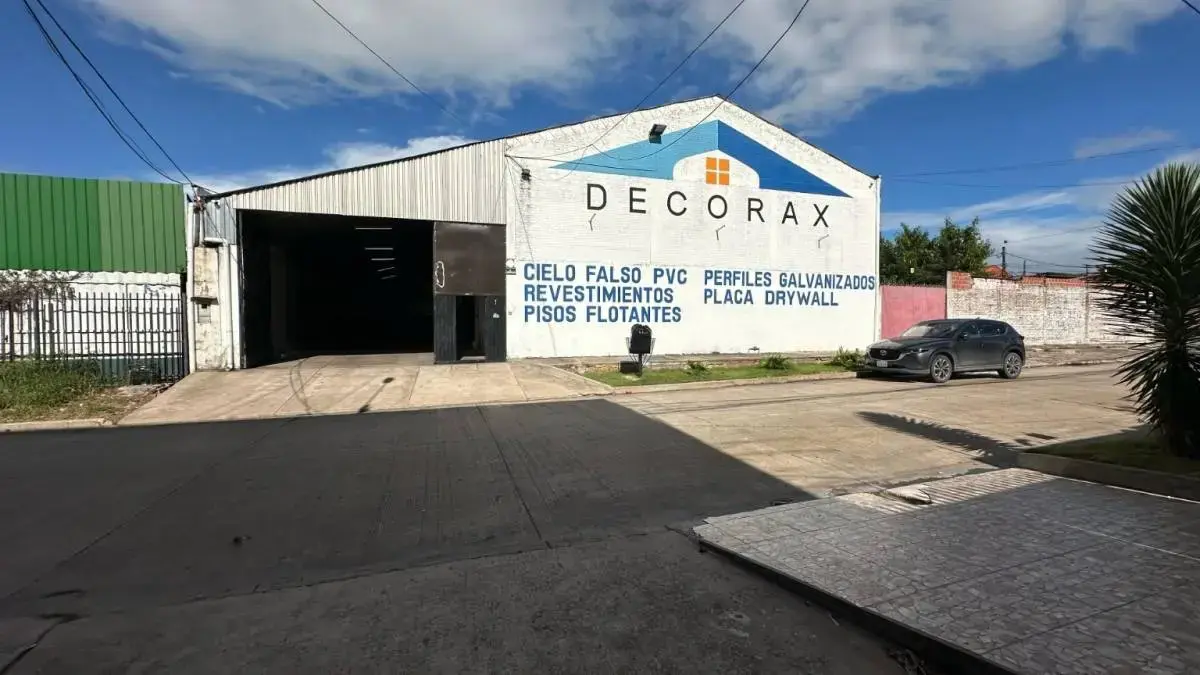 DECORAX
CIELO FALSO PVC PERFILES GALVANIZADOS
REVESTIMIENTOS PLACA DRYWALL
PISOS FLOTANTES